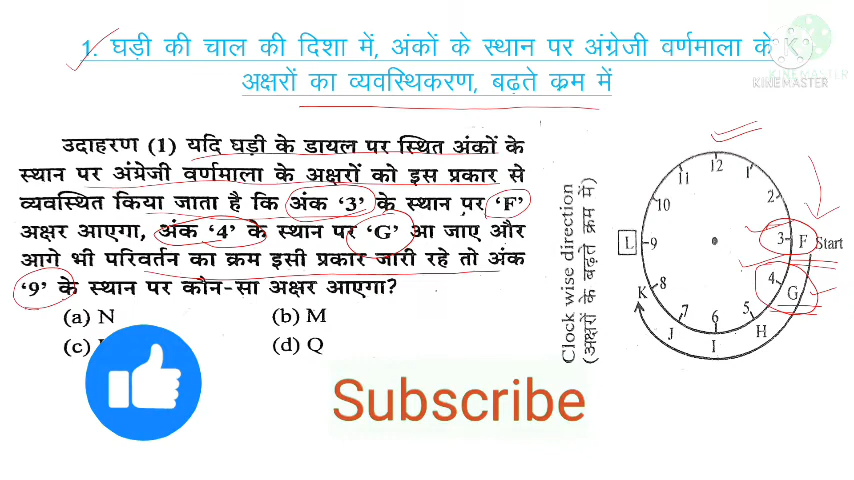 1. घड़ी की चाल की दिशा में, अंकों के स्थान पर अंग्रेजी वर्णमाला के
अक्षरों का व्यवस्थिकरण, बढ़ते क्रम में
KINEMASTER
KINEMASTER
उदाहरण (1) यदि घड़ी के डायल पर स्थित अंकों के
स्थान पर अंग्रेजी वर्णमाला के अक्षरों को इस प्रकार से
व्यवस्थित किया जाता है कि अंक ‘3’ के स्थान पर ‘F’
अक्षर आएगा, अंक ‘4’ के स्थान पर ‘G’ आ जाए और
आगे भी परिवर्तन का क्रम इसी प्रकार जारी रहे तो अंक
‘9’ के स्थान पर कौन-सा अक्षर आएगा?
(a) N
(b) M
(c)
(d) Q
Subscribe
Clock wise direction
(अक्षरों के बढ़ते क्रम में)
12
11
1
10
2
L
9
3
F
Start
8
4
K
G
7
5
6
J
H
I